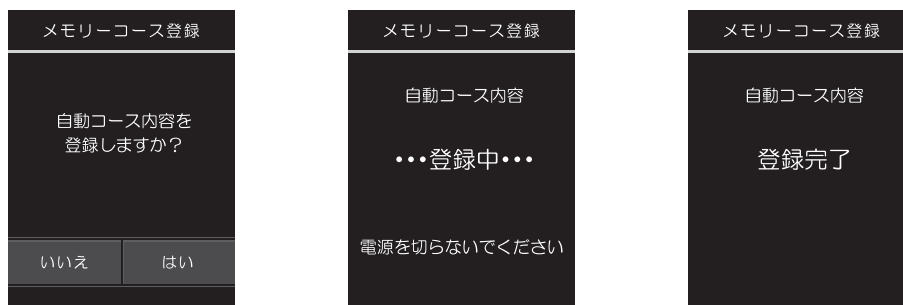 メモリーコース登録
自動コース内容を
登録しますか？
いいえ
はい
メモリーコース登録
自動コース内容
•••登録中•••
電源を切らないでください
メモリーコース登録
自動コース内容
登録完了